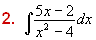 2. ∫ (5x − 2)/(x² − 4) dx